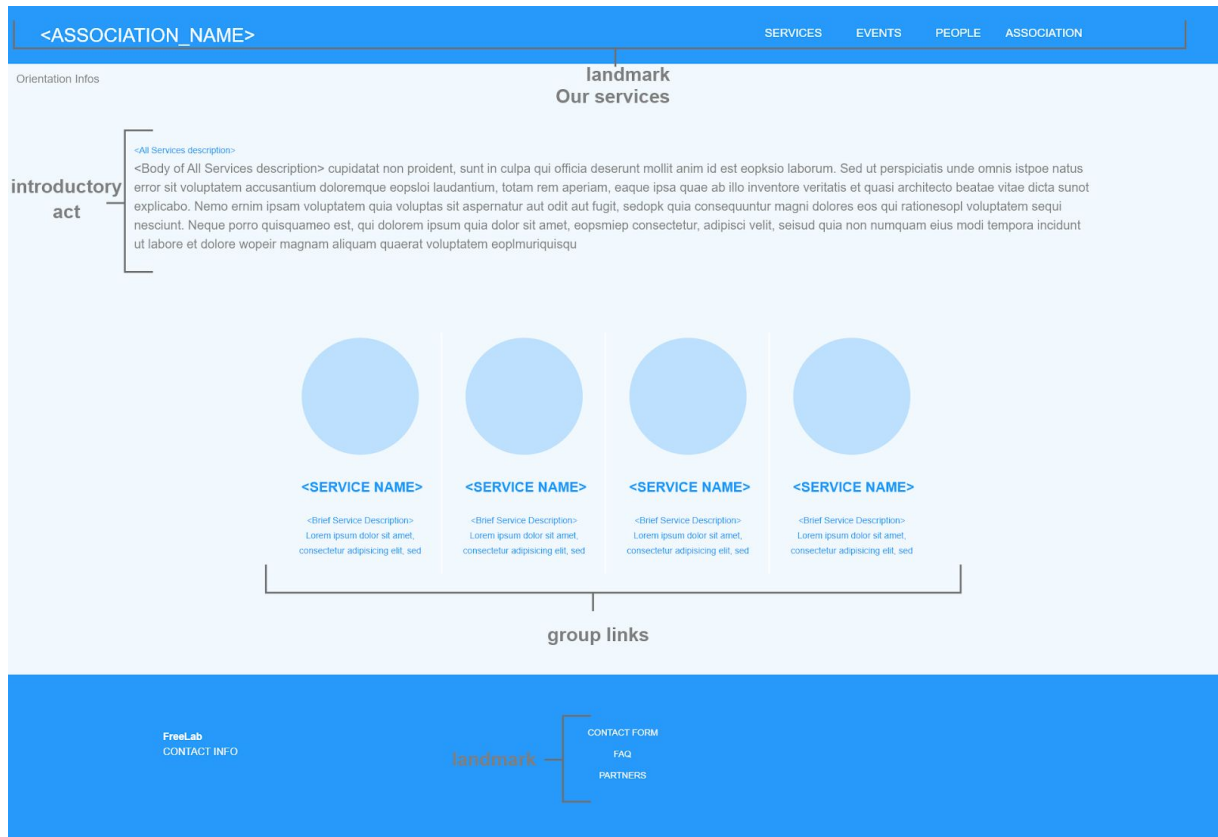 <ASSOCIATION_NAME>
SERVICES EVENTS PEOPLE ASSOCIATION
landmark
Orientation Infos
Our services
introductory
act
<All Services description>
<Body of All Services description> cupidatat non proident, sunt in culpa qui officia deserunt mollit anim id est eopksio laborum. Sed ut perspiciatis unde omnis istpoe natus
error sit voluptatem accusantium doloremque eopsloi laudantium, totam rem aperiam, eaque ipsa quae ab illo inventore veritatis et quasi architecto beatae vitae dicta sunot
explicabo. Nemo ernim ipsam voluptatem quia voluptas sit aspernatur aut odit aut fugit, sedopk quia consequuntur magni dolores eos qui rationesopl voluptatem sequi
nesciunt. Neque porro quisquameo est, qui dolorem ipsum quia dolor sit amet, eopsmiep consectetur, adipisci velit, seisud quia non numquam eius modi tempora incidunt
ut labore et dolore wopeir magnam aliquam quaerat voluptatem eoplmuriquisqu
<SERVICE NAME>
<Brief Service Description>
Lorem ipsum dolor sit amet,
consectetur adipisicing elit, sed
<SERVICE NAME>
<Brief Service Description>
Lorem ipsum dolor sit amet,
consectetur adipisicing elit, sed
<SERVICE NAME>
<Brief Service Description>
Lorem ipsum dolor sit amet,
consectetur adipisicing elit, sed
<SERVICE NAME>
<Brief Service Description>
Lorem ipsum dolor sit amet,
consectetur adipisicing elit, sed
group links
FreeLab
CONTACT INFO
landmark
CONTACT FORM
FAQ
PARTNERS